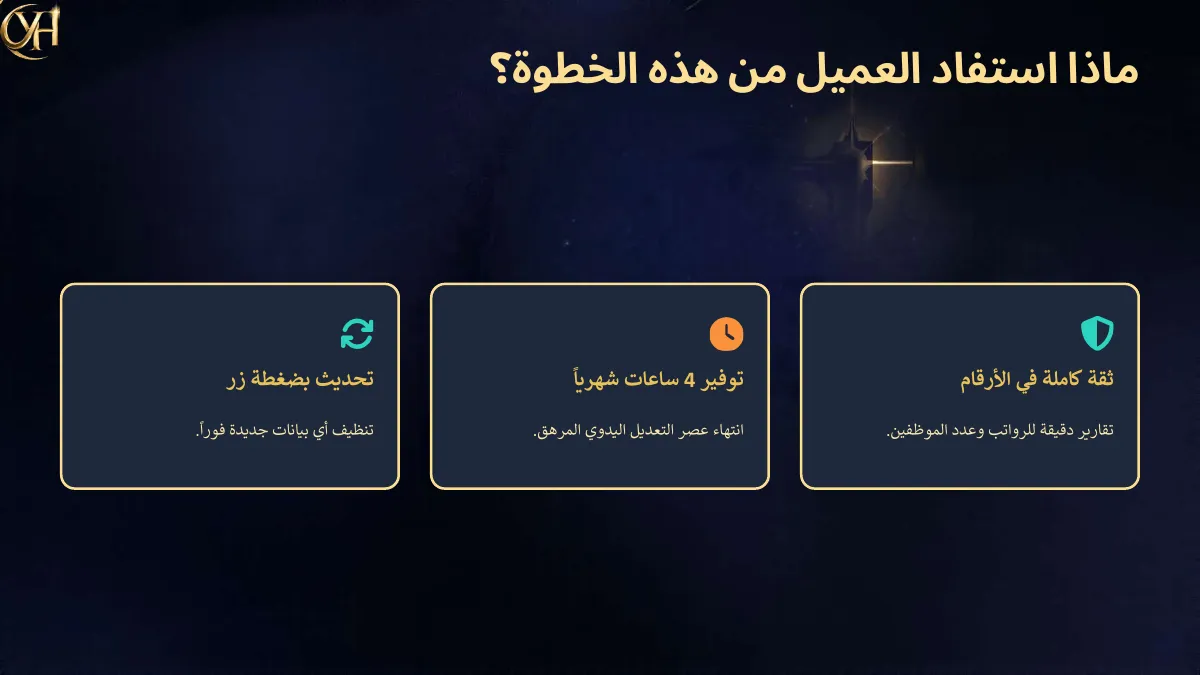 ماذا استفاد العميل من هذه الخطوة؟
ثقة كاملة في الأرقام
تقارير دقيقة للرواتب وعدد الموظفين.
توفير 4 ساعات شهرياً
انتهاء عصر التعديل اليدوي المرهق.
تحديث بضغطة زر
تنظيف أي بيانات جديدة فوراً.